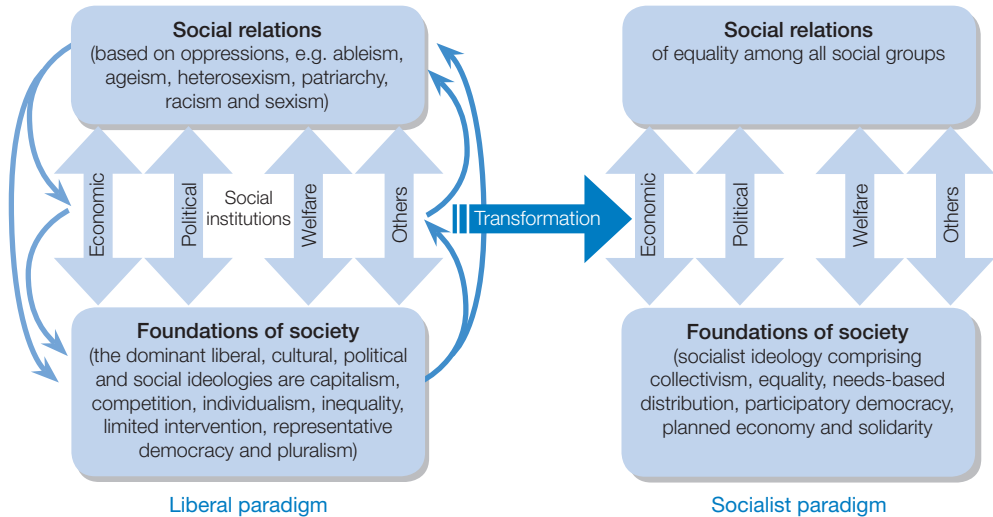 Social relations
(based on oppressions, e.g. ableism,
ageism, heterosexism, patriarchy,
racism and sexism)
Economic
Political
Social
institutions
Welfare
Others
Foundations of society
(the dominant liberal, cultural, political
and social ideologies are capitalism,
competition, individualism, inequality,
limited intervention, representative
democracy and pluralism)
Liberal paradigm
Transformation
Social relations
of equality among all social groups
Economic
Political
Welfare
Others
Foundations of society
(socialist ideology comprising
collectivism, equality, needs-based
distribution, participatory democracy,
planned economy and solidarity
Socialist paradigm